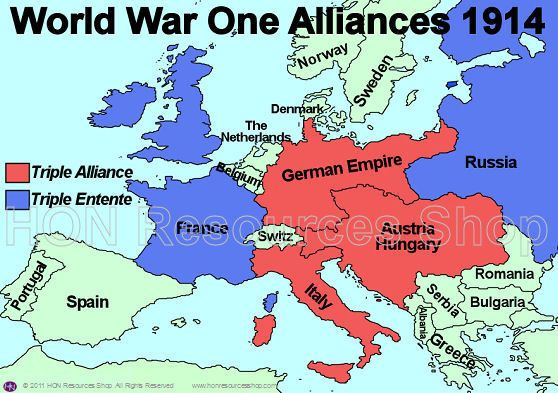 World War One Alliances 1914
Norway
Sweden
Denmark
The
Netherlands
Belgium
German Empire
Russia
Triple Alliance
Triple Entente
HON Resources Shop
France
Switz
Austria
Hungary
Portugal
Spain
Italy
Romania
Serbia
Bulgaria
Albania
Greece
HON © 2011 HON Resources Shop All Rights Reserved www.honresourcesshop.com